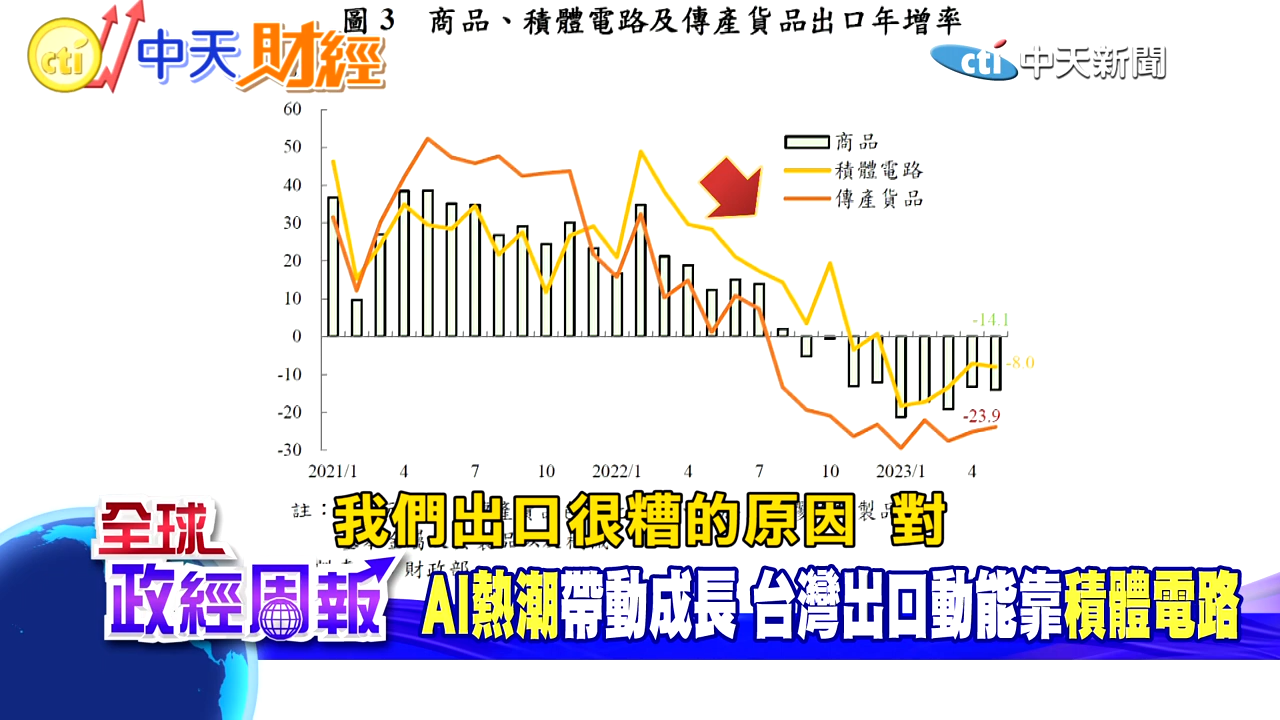 圖 3 商品、積體電路及傳產貨品出口年增率
cti 中天財經
cti 中天新聞
60
50
40
30
20
10
0
-10
-20
-30
商品
積體電路
傳產貨品
-14.1
-8.0
-23.9
2021/1 4 7 10 2022/1 4 7 10 2023/1 4
註：
我們出口很糟的原因 對
製品
財政部
全球
政經周報
AI熱潮帶動成長 台灣出口動能靠積體電路